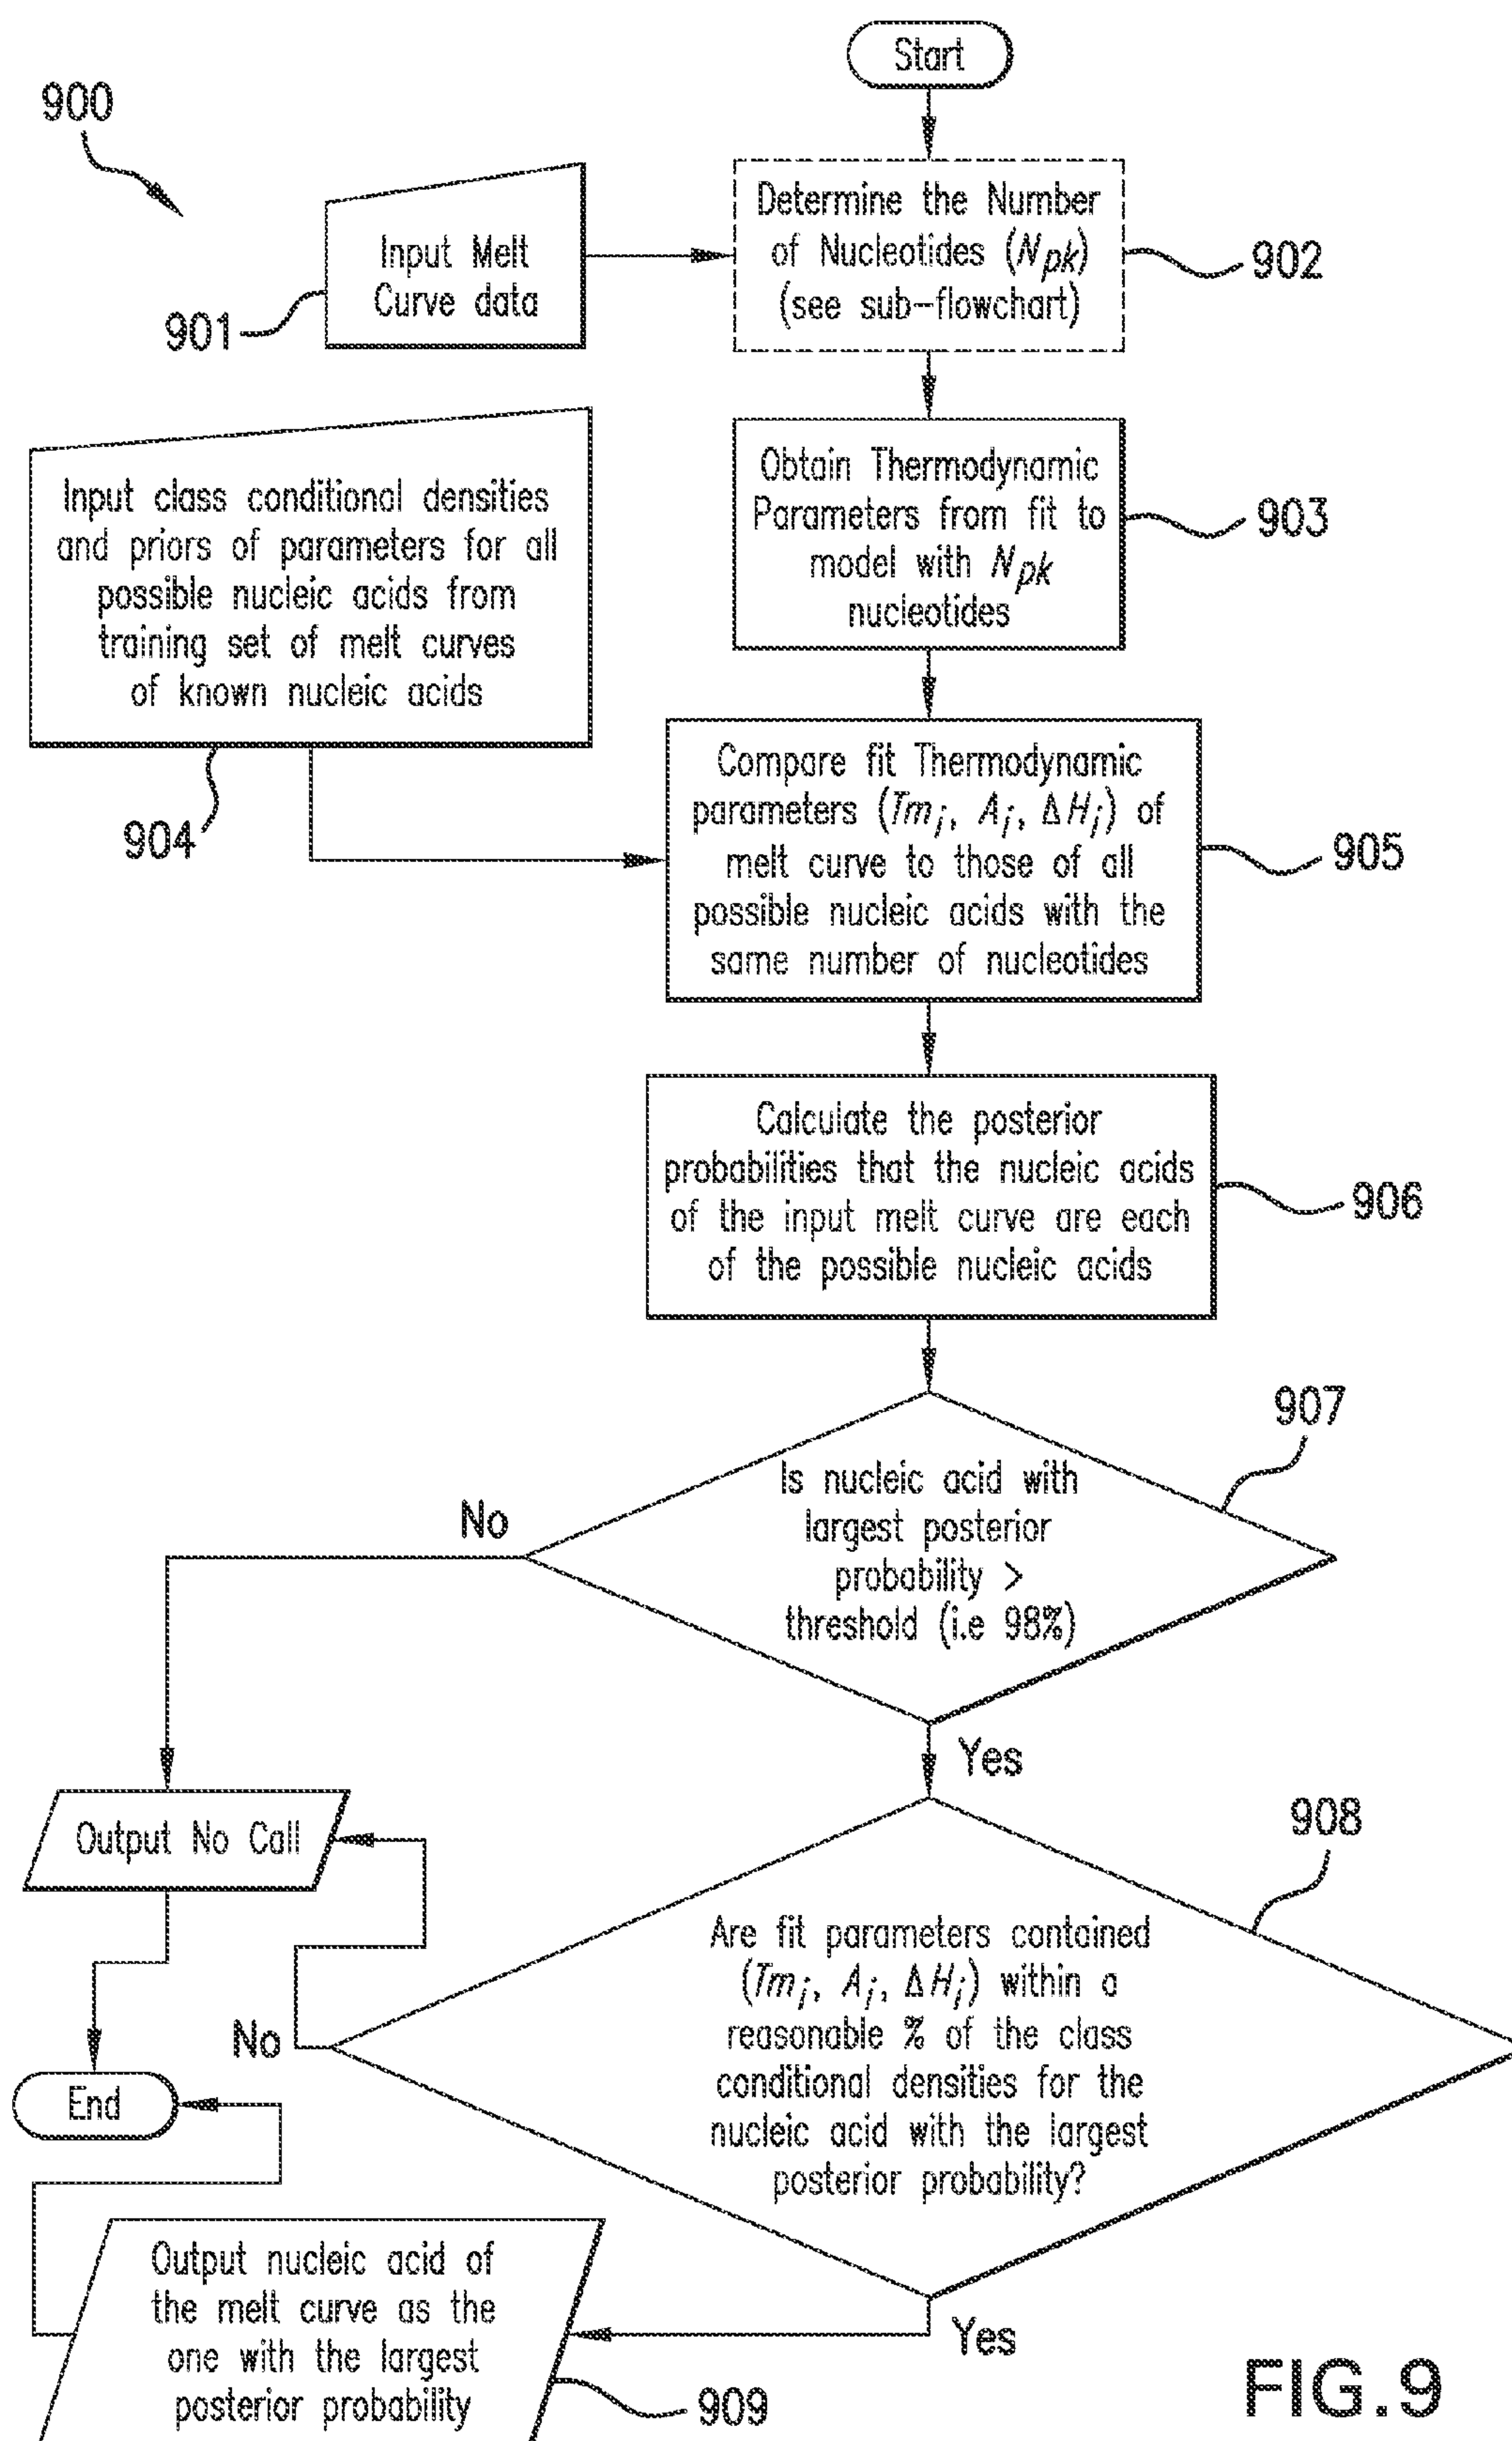 Start
900
Input Melt
Curve data
901
Determine the Number
of Nucleotides (Npk)
(see sub-flowchart)
902
Obtain Thermodynamic
Parameters from fit to
model with Npk
nucleotides
903
Input class conditional densities
and priors of parameters for all
possible nucleic acids from
training set of melt curves
of known nucleic acids
904
Compare fit Thermodynamic
parameters (Tmi, Ai, ΔHi) of
melt curve to those of all
possible nucleic acids with the
same number of nucleotides
905
Calculate the posterior
probabilities that the nucleic acids
of the input melt curve are each
of the possible nucleic acids
906
907
Is nucleic acid with
largest posterior
probability >
threshold (i.e 98%)
No
Yes
Output No Call
908
Are fit parameters contained
(Tmi, Ai, ΔHi) within a
reasonable % of the class
conditional densities for the
nucleic acid with the largest
posterior probability?
No
End
Yes
Output nucleic acid of
the melt curve as the
one with the largest
posterior probability
909
FIG.9